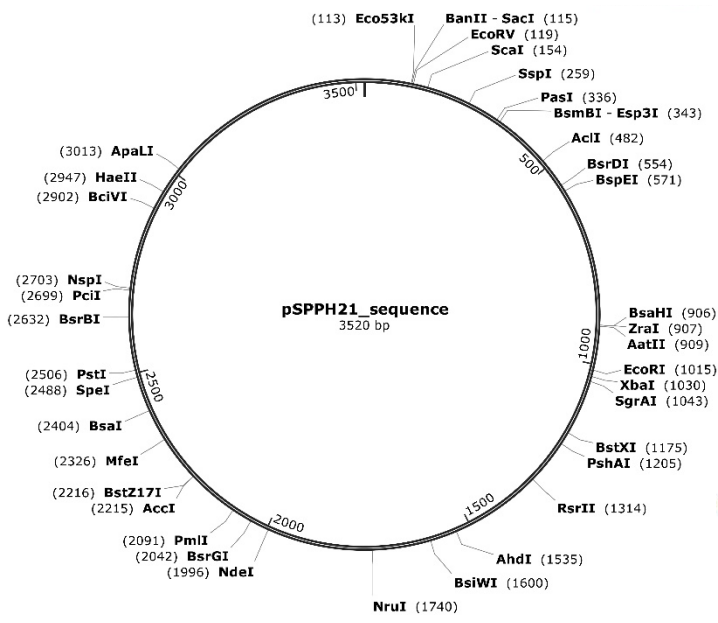 (113) Eco53kI
BanII - SacI (115)
EcoRV (119)
ScaI (154)
SspI (259)
PasI (336)
BsmBI - Esp3I (343)
AclI (482)
BsrDI (554)
BspEI (571)
BsaHI (906)
ZraI (907)
AatII (909)
EcoRI (1015)
XbaI (1030)
SgrAI (1043)
BstXI (1175)
PshAI (1205)
RsrII (1314)
AhdI (1535)
BsiWI (1600)
NruI (1740)
(1996) NdeI
(2042) BsrGI
(2091) PmlI
(2215) AccI
(2216) BstZ17I
(2326) MfeI
(2404) BsaI
(2488) SpeI
(2506) PstI
(2632) BsrBI
(2699) PciI
(2703) NspI
(2902) BciVI
(2947) HaeII
(3013) ApaLI
3500
500
1000
1500
2000
2500
3000
pSPPH21_sequence
3520 bp